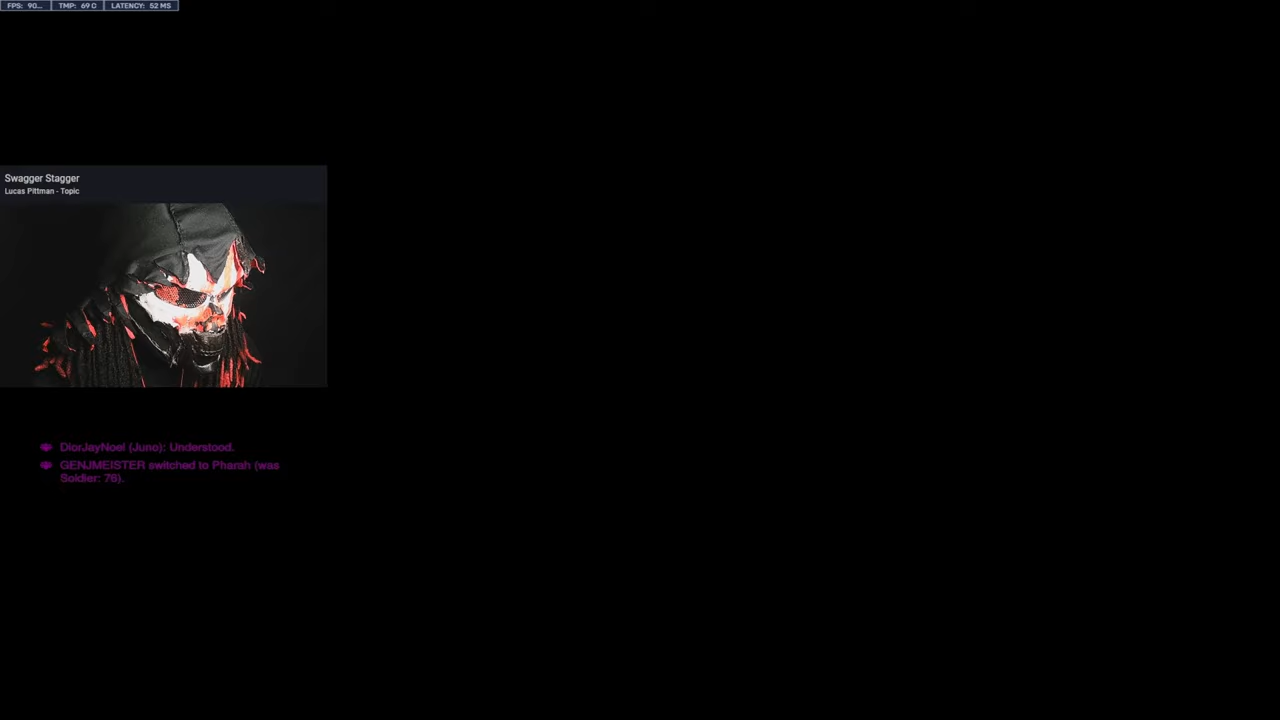 FPS: 90... TMP: 69 C LATENCY: 52 MS
Swagger Stagger
Lucas Pittman - Topic
DiorJayNoel (Juno): Understood.
GENJMEISTER switched to Pharah (was
Soldier: 76).